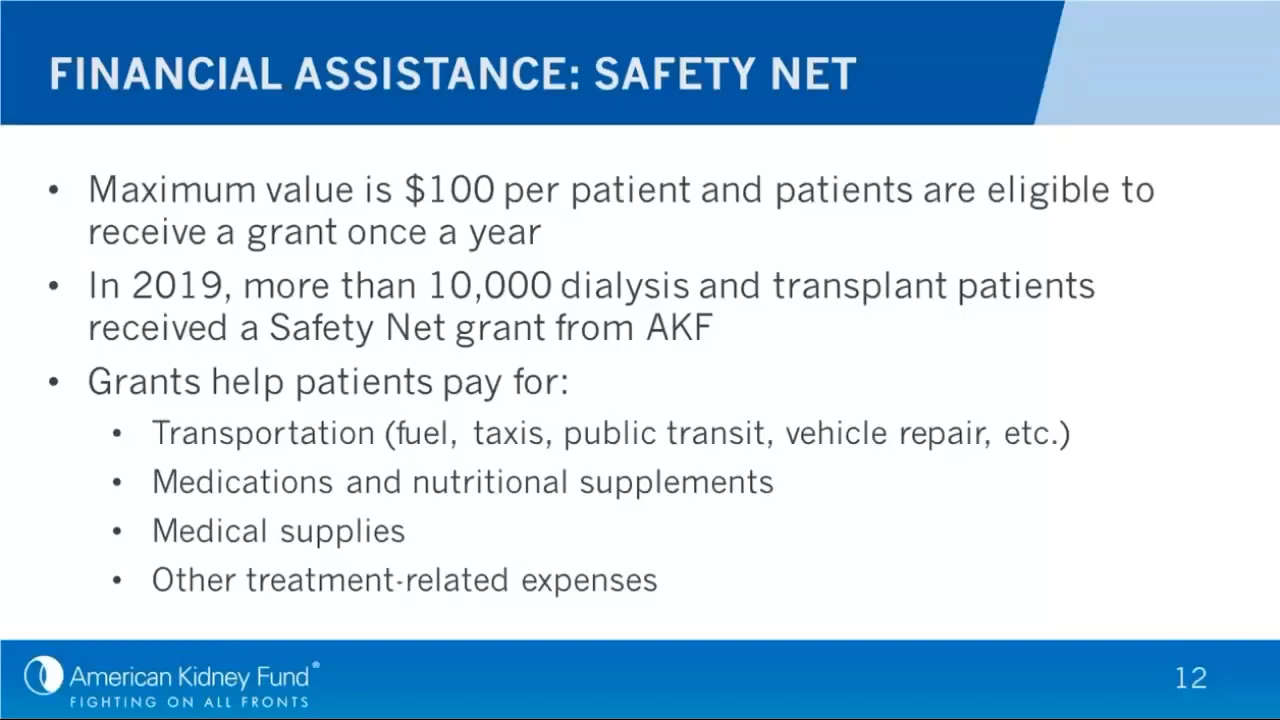 FINANCIAL ASSISTANCE: SAFETY NET
• Maximum value is $100 per patient and patients are eligible to
receive a grant once a year
• In 2019, more than 10,000 dialysis and transplant patients
received a Safety Net grant from AKF
• Grants help patients pay for:
• Transportation (fuel, taxis, public transit, vehicle repair, etc.)
• Medications and nutritional supplements
• Medical supplies
• Other treatment-related expenses
American Kidney Fund®
FIGHTING ON ALL FRONTS
12